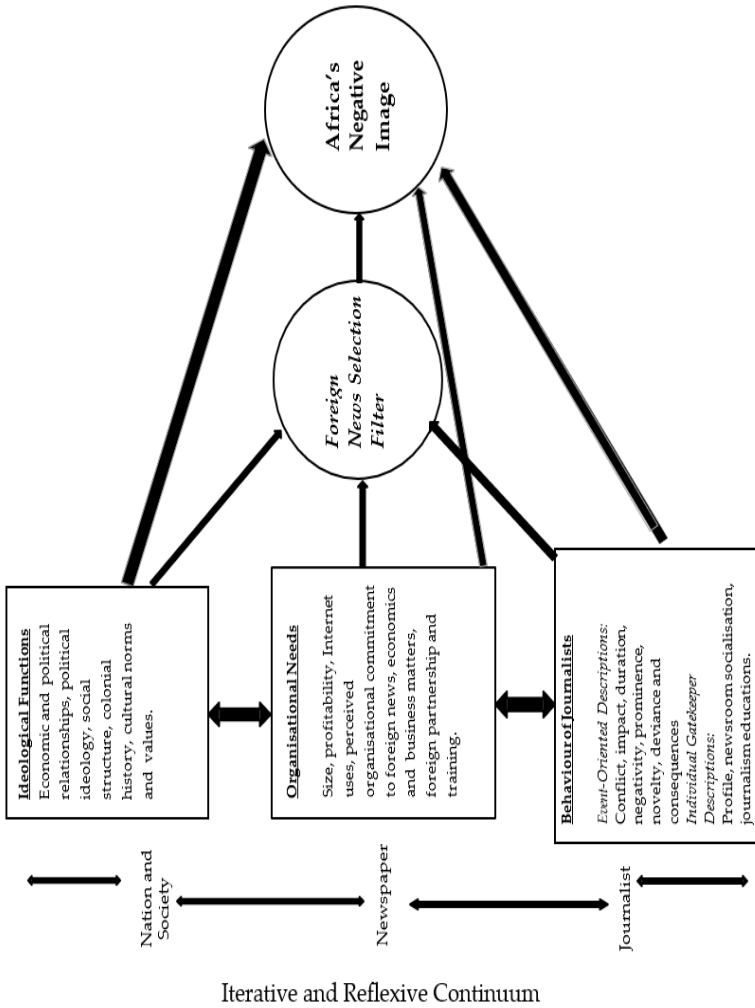 Ideological Functions
Economic and political
relationships, political
ideology, social
structure, colonial
history, cultural norms
and values.
Organisational Needs
Size, profitability, Internet
uses, perceived
organisational commitment
to foreign news, economics
and business matters,
foreign partnership and
training.
Behaviour of Journalists
Event-Oriented Descriptions:
Conflict, impact, duration,
negativity, prominence,
novelty, deviance and
consequences
Individual Gatekeeper
Descriptions:
Profile, newsroom socialisation,
journalism educations.
Foreign
News Selection
Filter
Africa's
Negative
Image
Nation and
Society
Newspaper
Journalist
Iterative and Reflexive Continuum